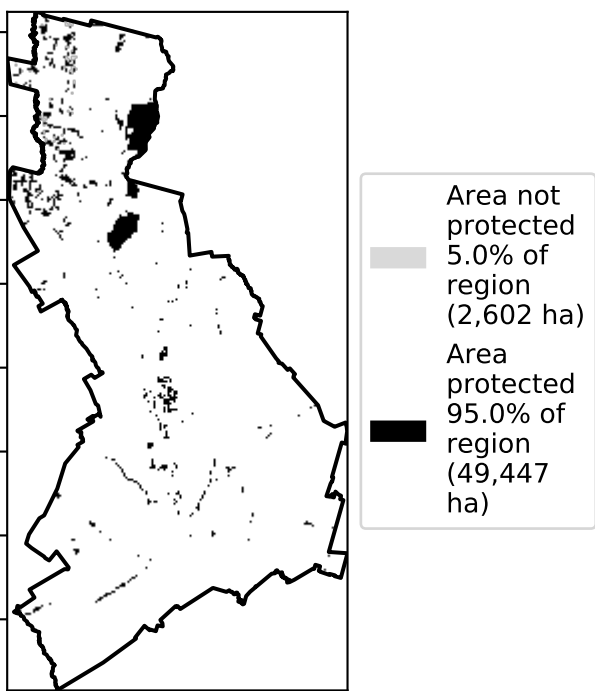 Area not
protected
5.0% of
region
(2,602 ha)
Area
protected
95.0% of
region
(49,447
ha)